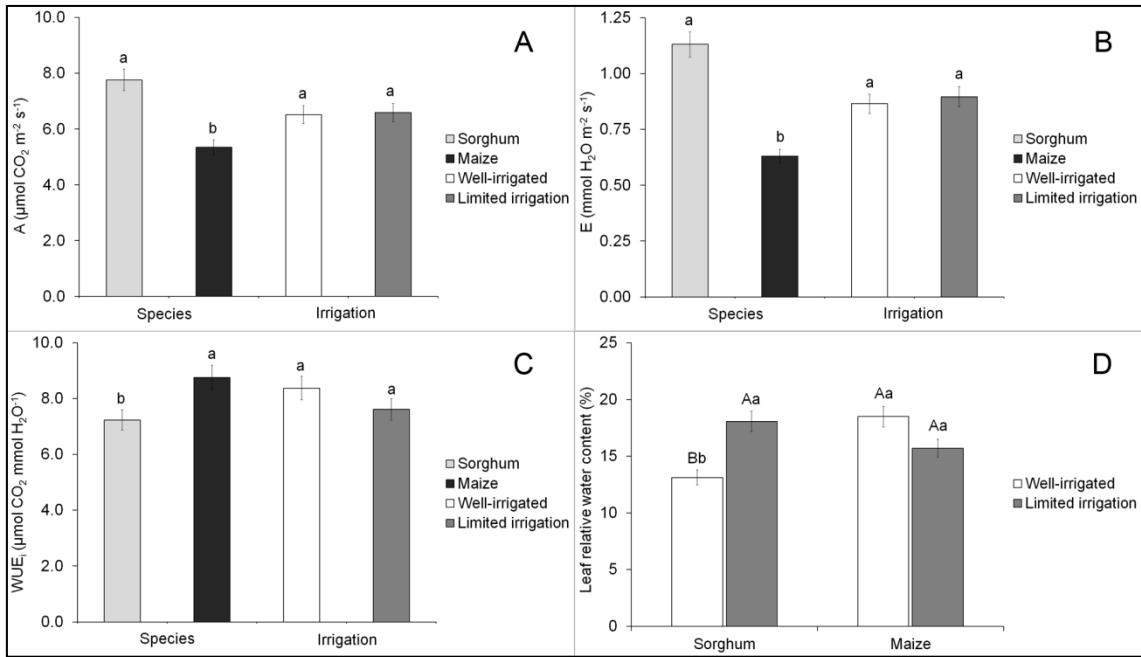 A
A (µmol CO₂ m⁻² s⁻¹)
10.0
8.0
6.0
4.0
2.0
0.0
a
b
a
a
Species
Irrigation
Sorghum
Maize
Well-irrigated
Limited irrigation
B
E (mmol H₂O m⁻² s⁻¹)
1.25
1.00
0.75
0.50
0.25
0.00
a
b
a
a
Species
Irrigation
Sorghum
Maize
Well-irrigated
Limited irrigation
C
WUEᵢ (µmol CO₂ mmol H₂O⁻¹)
10.0
8.0
6.0
4.0
2.0
0.0
b
a
a
a
Species
Irrigation
Sorghum
Maize
Well-irrigated
Limited irrigation
D
Leaf relative water content (%)
25
20
15
10
5
0
Bb
Aa
Aa
Aa
Sorghum
Maize
Well-irrigated
Limited irrigation